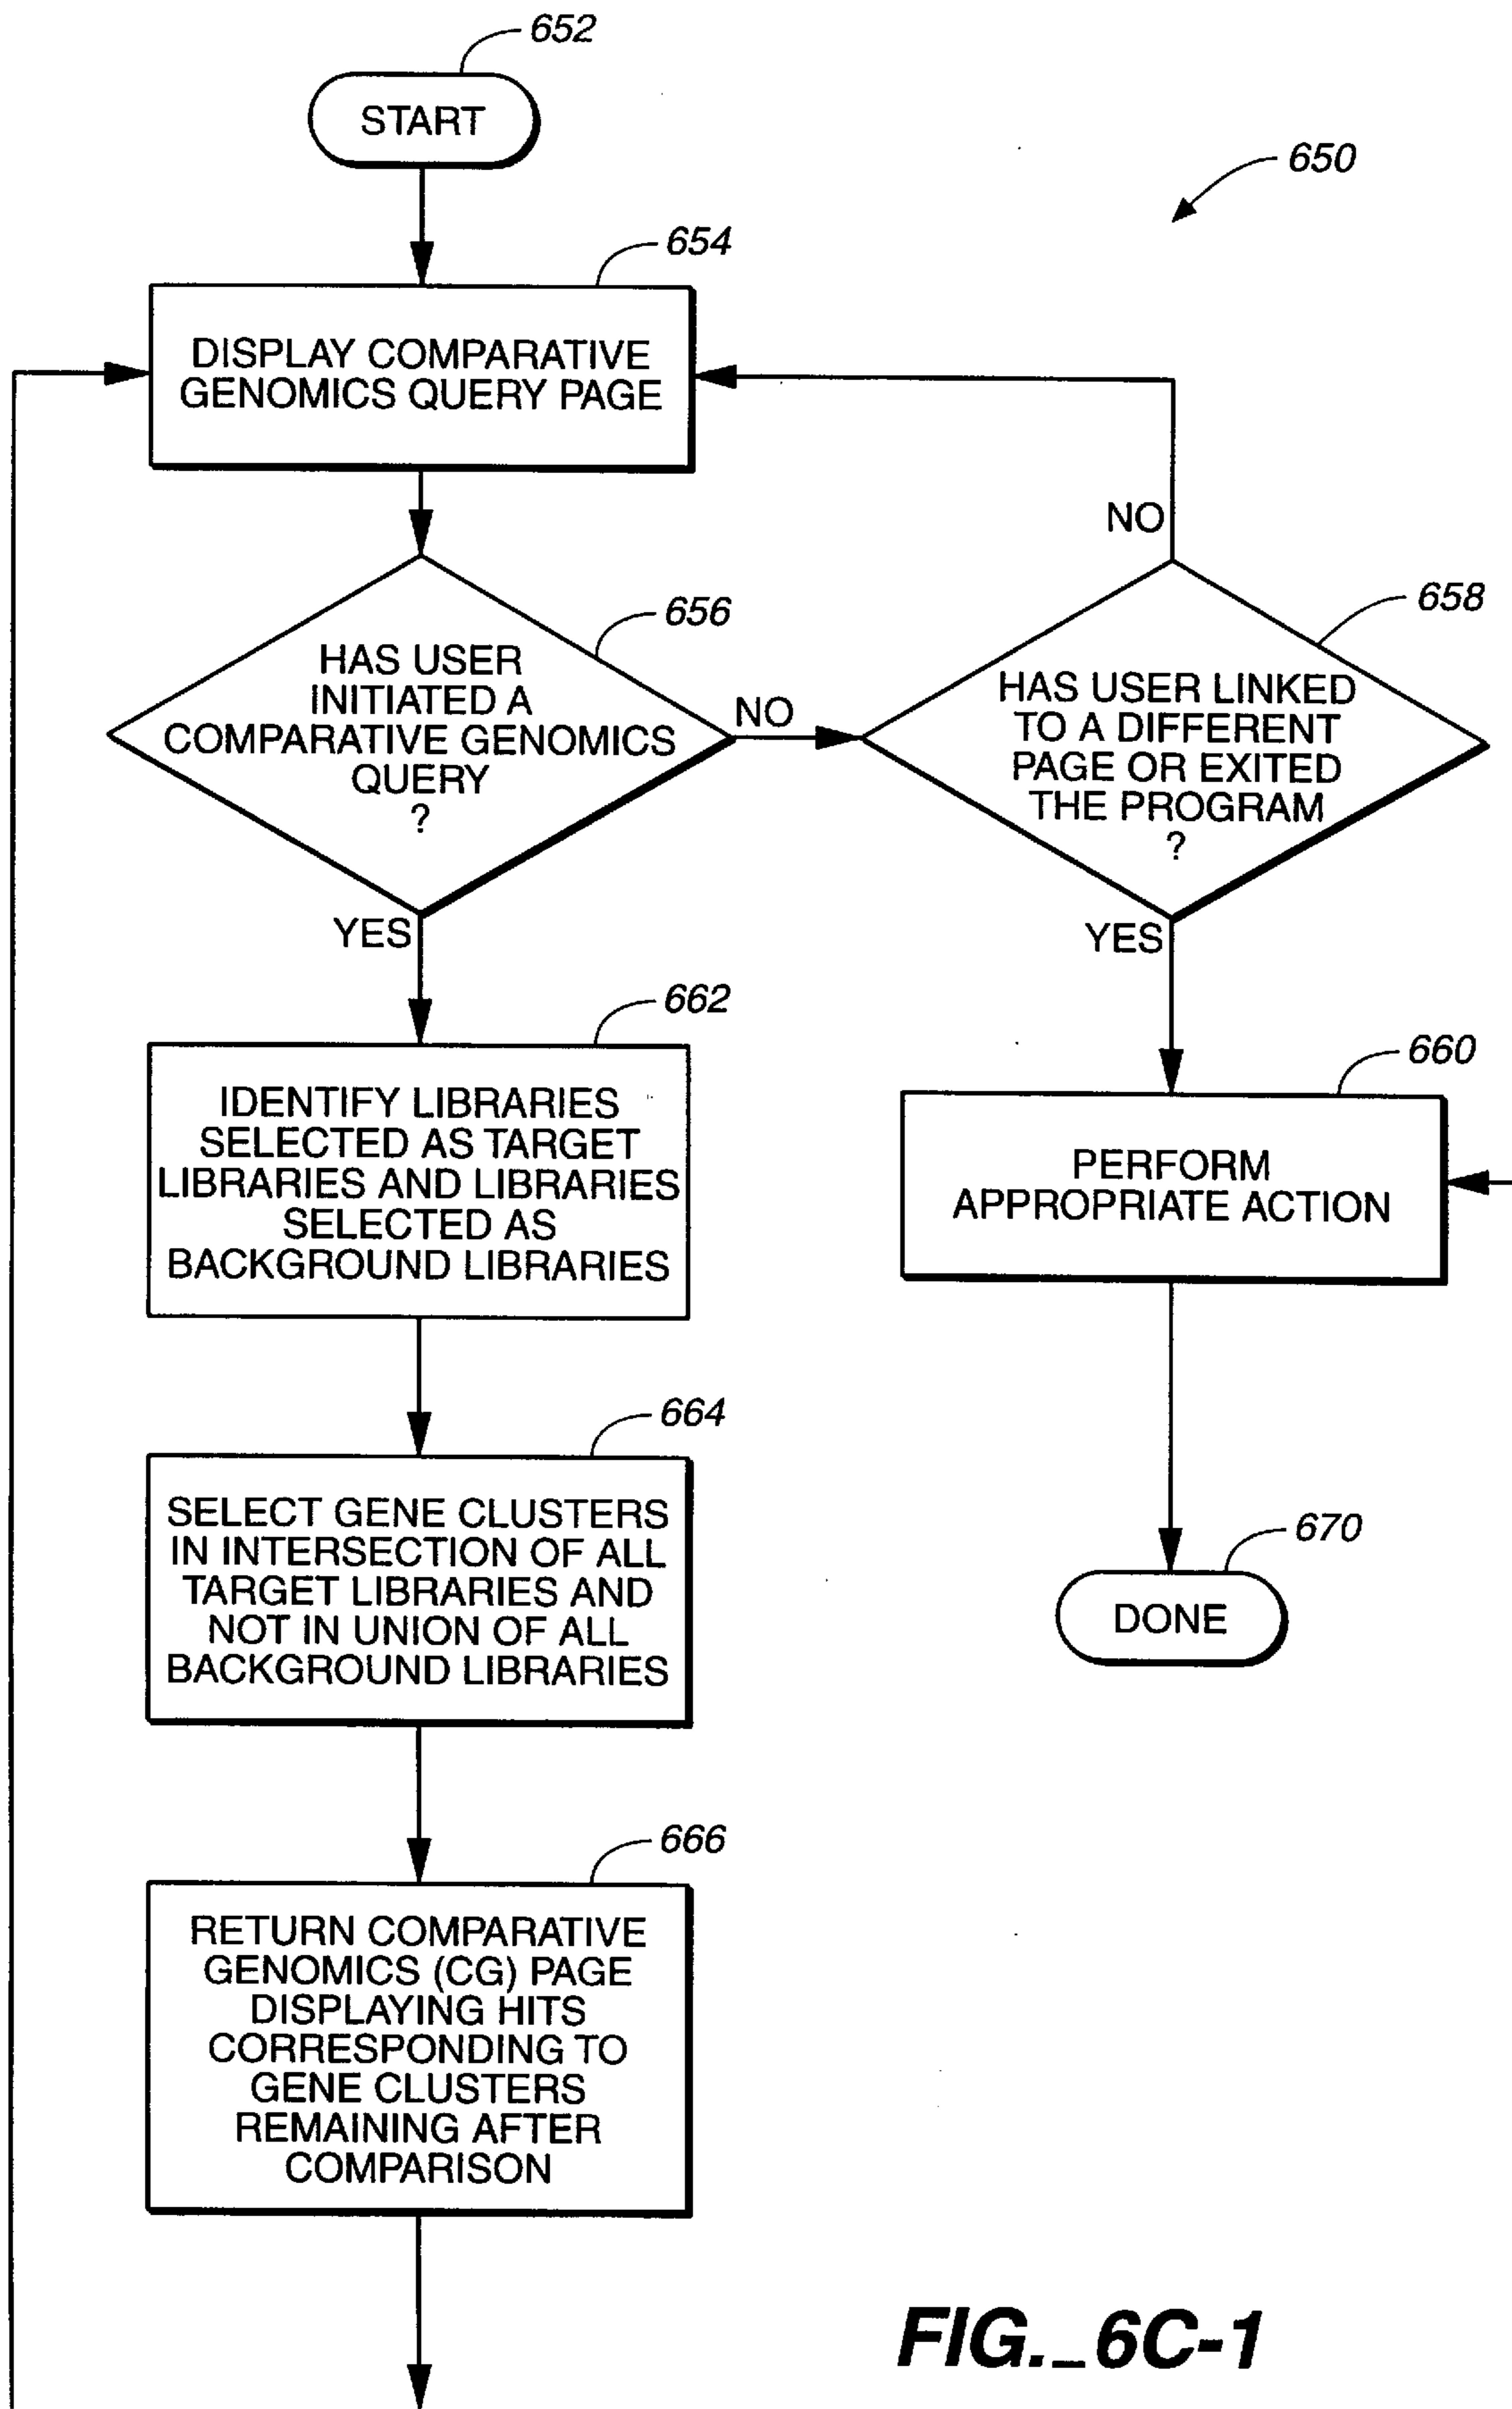 652
START
650
654
DISPLAY COMPARATIVE
GENOMICS QUERY PAGE
NO
656
HAS USER
INITIATED A
COMPARATIVE GENOMICS
QUERY
?
NO
658
HAS USER LINKED
TO A DIFFERENT
PAGE OR EXITED
THE PROGRAM
?
YES
YES
662
IDENTIFY LIBRARIES
SELECTED AS TARGET
LIBRARIES AND LIBRARIES
SELECTED AS
BACKGROUND LIBRARIES
660
PERFORM
APPROPRIATE ACTION
664
SELECT GENE CLUSTERS
IN INTERSECTION OF ALL
TARGET LIBRARIES AND
NOT IN UNION OF ALL
BACKGROUND LIBRARIES
670
DONE
666
RETURN COMPARATIVE
GENOMICS (CG) PAGE
DISPLAYING HITS
CORRESPONDING TO
GENE CLUSTERS
REMAINING AFTER
COMPARISON
FIG._6C-1